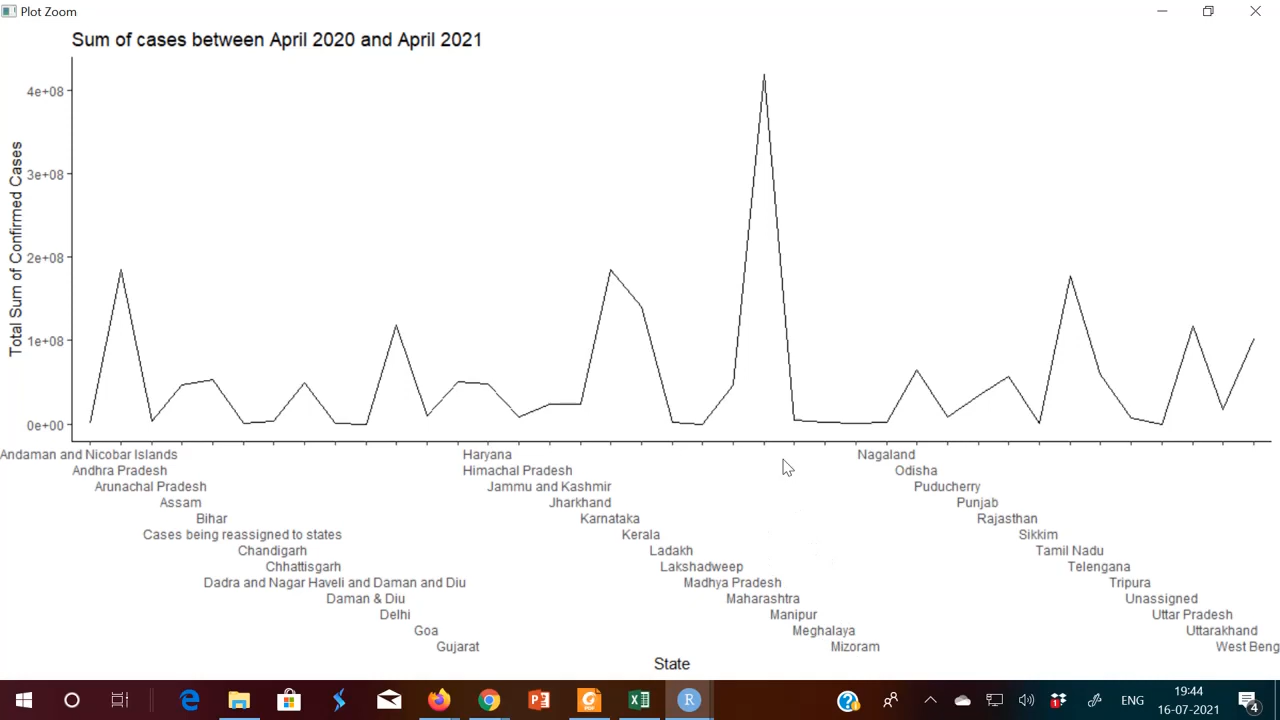 Plot Zoom
Sum of cases between April 2020 and April 2021
Total Sum of Confirmed Cases
4e+08
3e+08
2e+08
1e+08
0e+00
Andaman and Nicobar Islands
Andhra Pradesh
Arunachal Pradesh
Assam
Bihar
Cases being reassigned to states
Chandigarh
Chhattisgarh
Dadra and Nagar Haveli and Daman and Diu
Daman & Diu
Delhi
Goa
Gujarat
Haryana
Himachal Pradesh
Jammu and Kashmir
Jharkhand
Karnataka
Kerala
Ladakh
Lakshadweep
Madhya Pradesh
Maharashtra
Manipur
Meghalaya
Mizoram
Nagaland
Odisha
Puducherry
Punjab
Rajasthan
Sikkim
Tamil Nadu
Telengana
Tripura
Unassigned
Uttar Pradesh
Uttarakhand
West Beng
State
ENG
19:44
16-07-2021
4